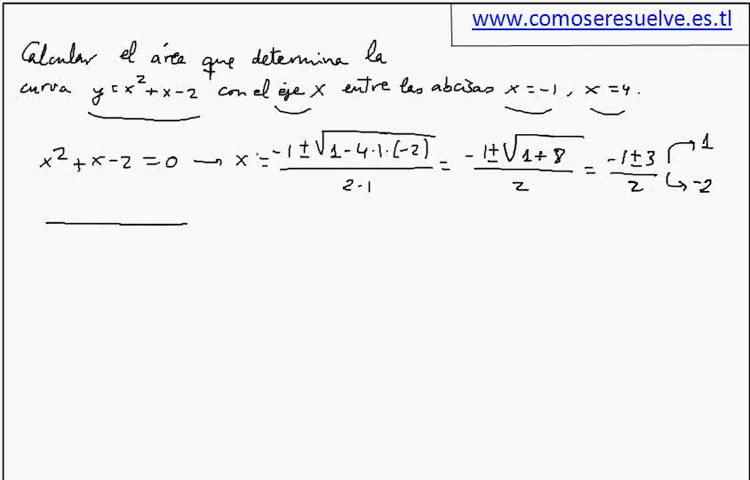 www.comoseresuelve.es.tl
Calcular el área que determina la
curva y = x² + x - 2 con el eje X entre las abcisas x = -1, x = 4.
x² + x - 2 = 0 → x = (-1 ± √(1 - 4·1·(-2)))/(2·1) = (-1 ± √(1 + 8))/2 = (-1 ± 3)/2 → 1 → -2